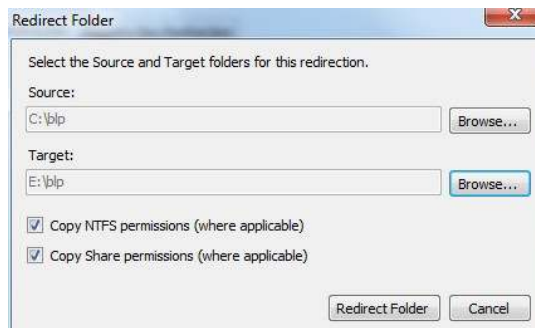 Redirect Folder
Select the Source and Target folders for this redirection.
Source:
C:\blp
Browse...
Target:
E:\blp
Browse...
Copy NTFS permissions (where applicable)
Copy Share permissions (where applicable)
Redirect Folder
Cancel